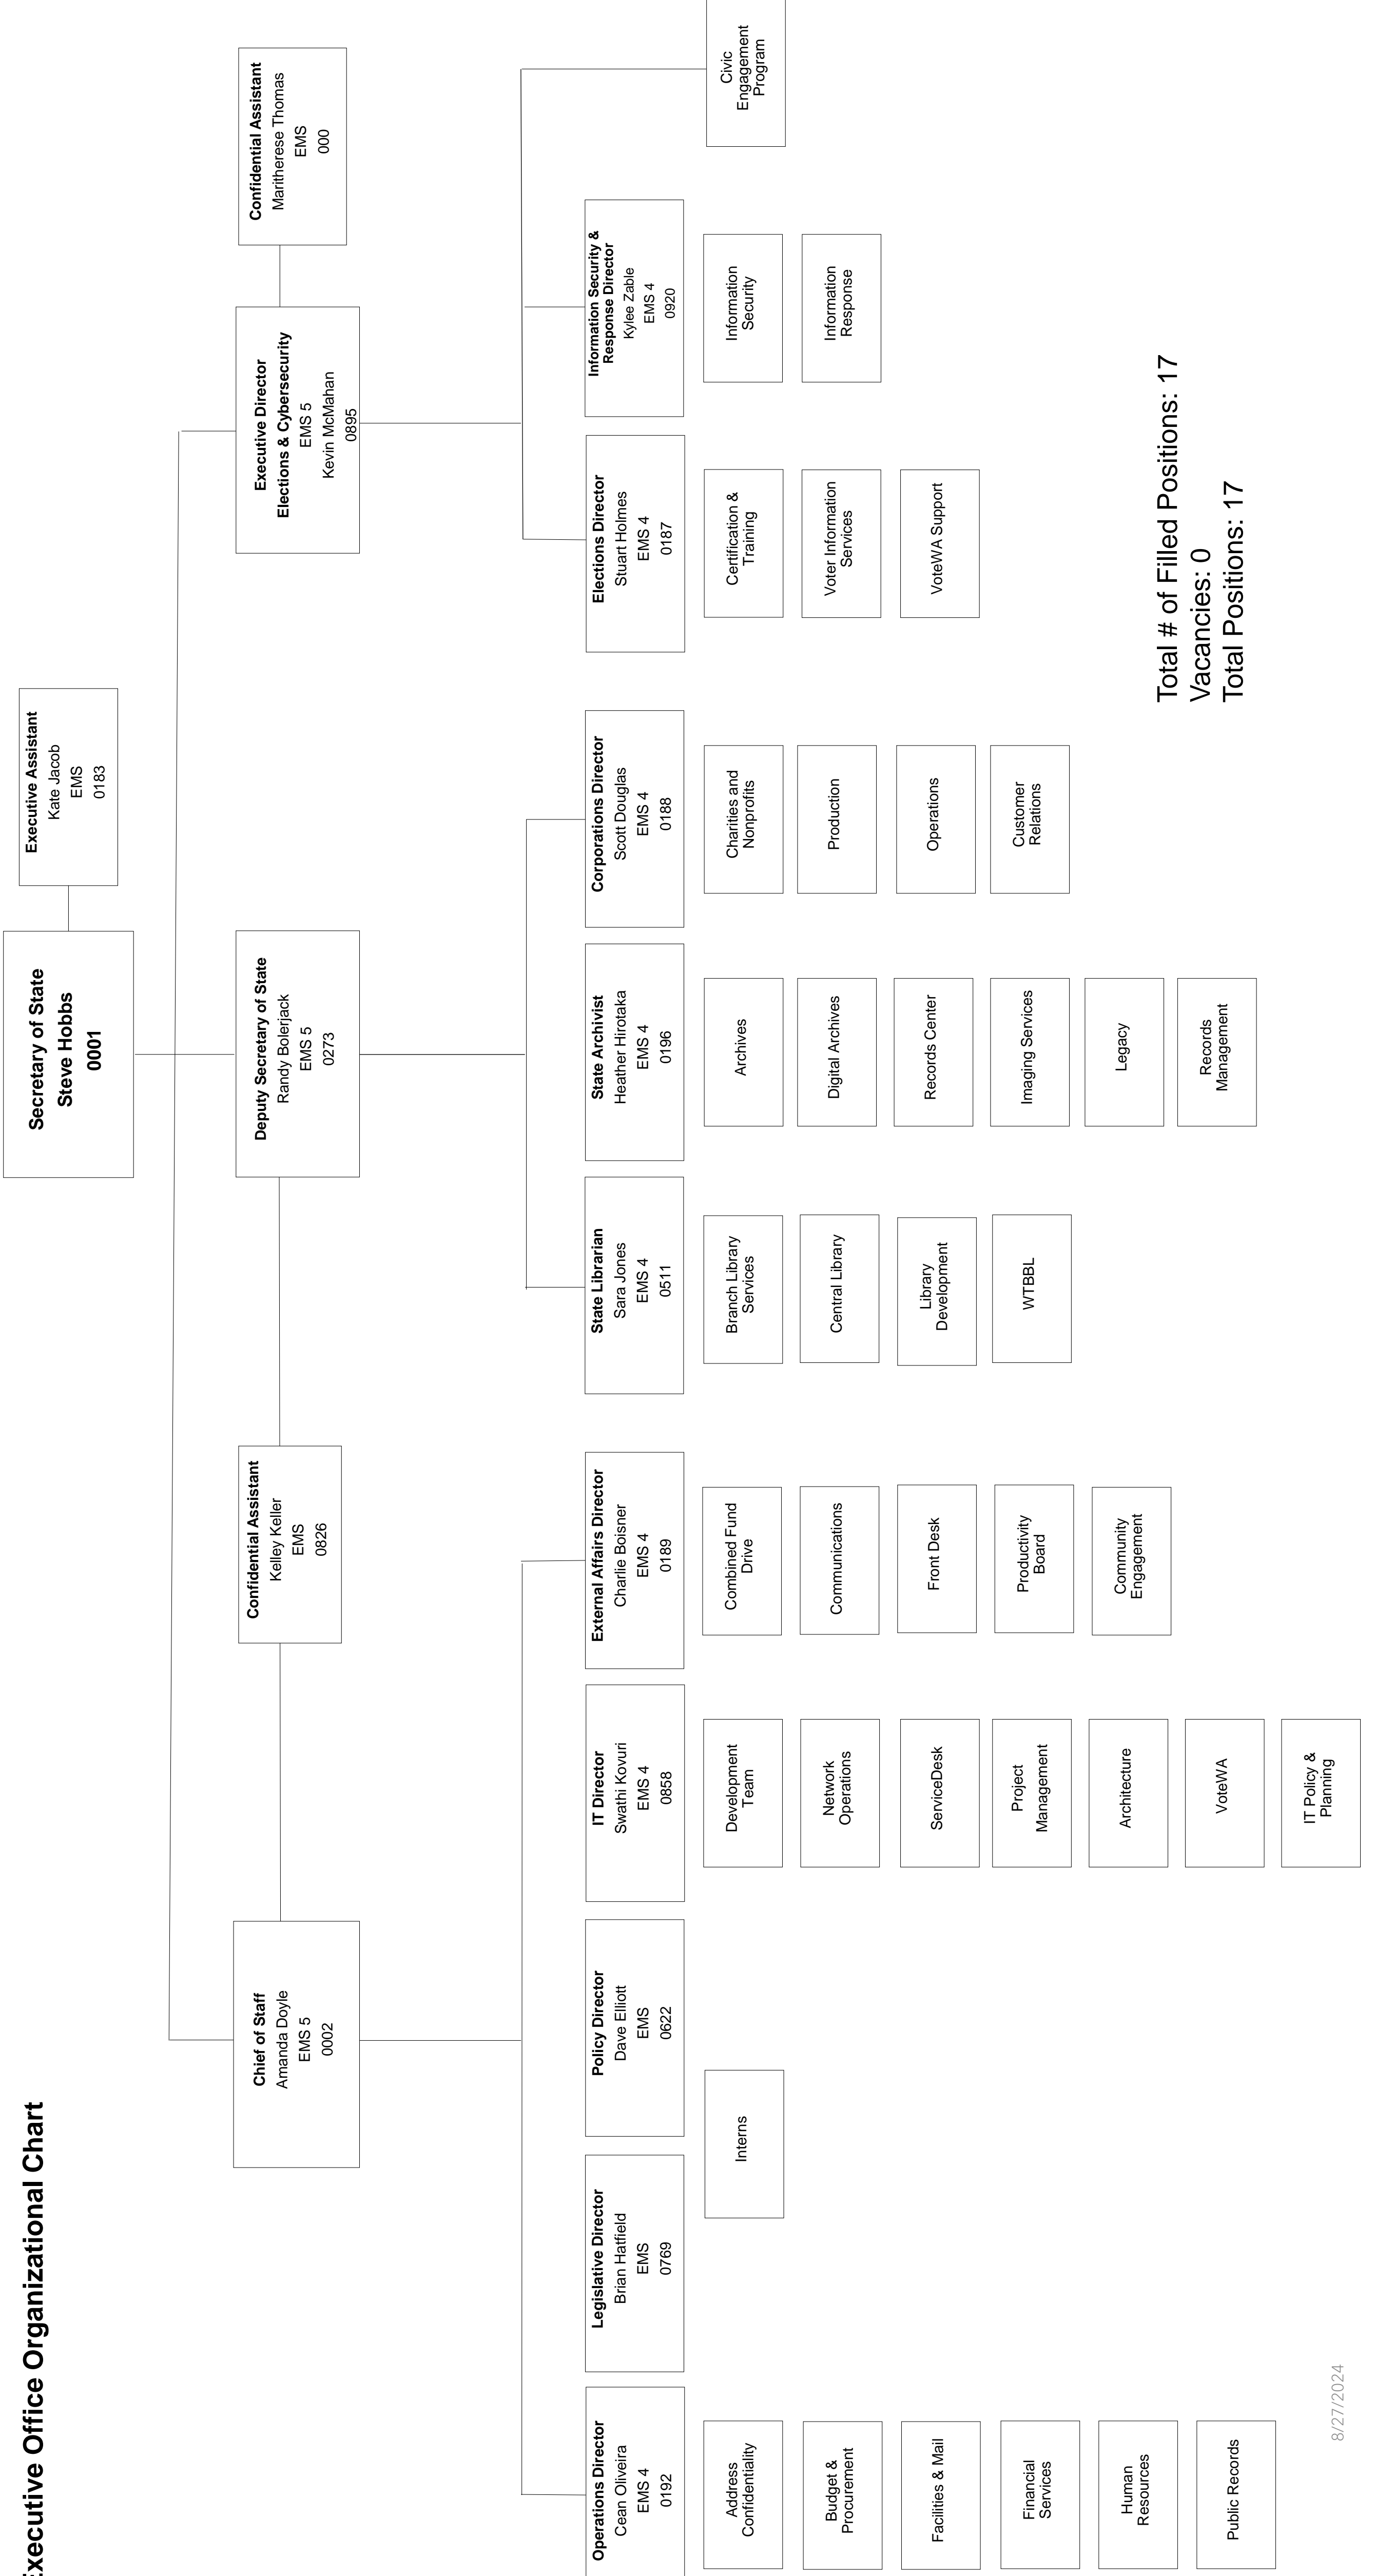 Executive Office Organizational Chart
Secretary of State
Steve Hobbs
0001
Executive Assistant
Kate Jacob
EMS
0183
Chief of Staff
Amanda Doyle
EMS 5
0002
Confidential Assistant
Kelley Keller
EMS
0826
Deputy Secretary of State
Randy Bolerjack
EMS 5
0273
Executive Director
Elections & Cybersecurity
EMS 5
Kevin McMahan
0895
Confidential Assistant
Maritherese Thomas
EMS
000
Operations Director
Cean Oliveira
EMS 4
0192
Legislative Director
Brian Hatfield
EMS
0769
Policy Director
Dave Elliott
EMS
0622
IT Director
Swathi Kovuri
EMS 4
0858
External Affairs Director
Charlie Boisner
EMS 4
0189
State Librarian
Sara Jones
EMS 4
0511
State Archivist
Heather Hirotaka
EMS 4
0196
Corporations Director
Scott Douglas
EMS 4
0188
Elections Director
Stuart Holmes
EMS 4
0187
Information Security &
Response Director
Kylee Zable
EMS 4
0920
Civic
Engagement
Program
Address
Confidentiality
Budget &
Procurement
Facilities & Mail
Financial
Services
Human
Resources
Public Records
Interns
Development
Team
Network
Operations
ServiceDesk
Project
Management
Architecture
VoteWA
IT Policy &
Planning
Combined Fund
Drive
Communications
Front Desk
Productivity
Board
Community
Engagement
Branch Library
Services
Central Library
Library
Development
WTBBL
Archives
Digital Archives
Records Center
Imaging Services
Legacy
Records
Management
Charities and
Nonprofits
Production
Operations
Customer
Relations
Certification &
Training
Voter Information
Services
VoteWA Support
Information
Security
Information
Response
Total # of Filled Positions: 17
Vacancies: 0
Total Positions: 17
8/27/2024